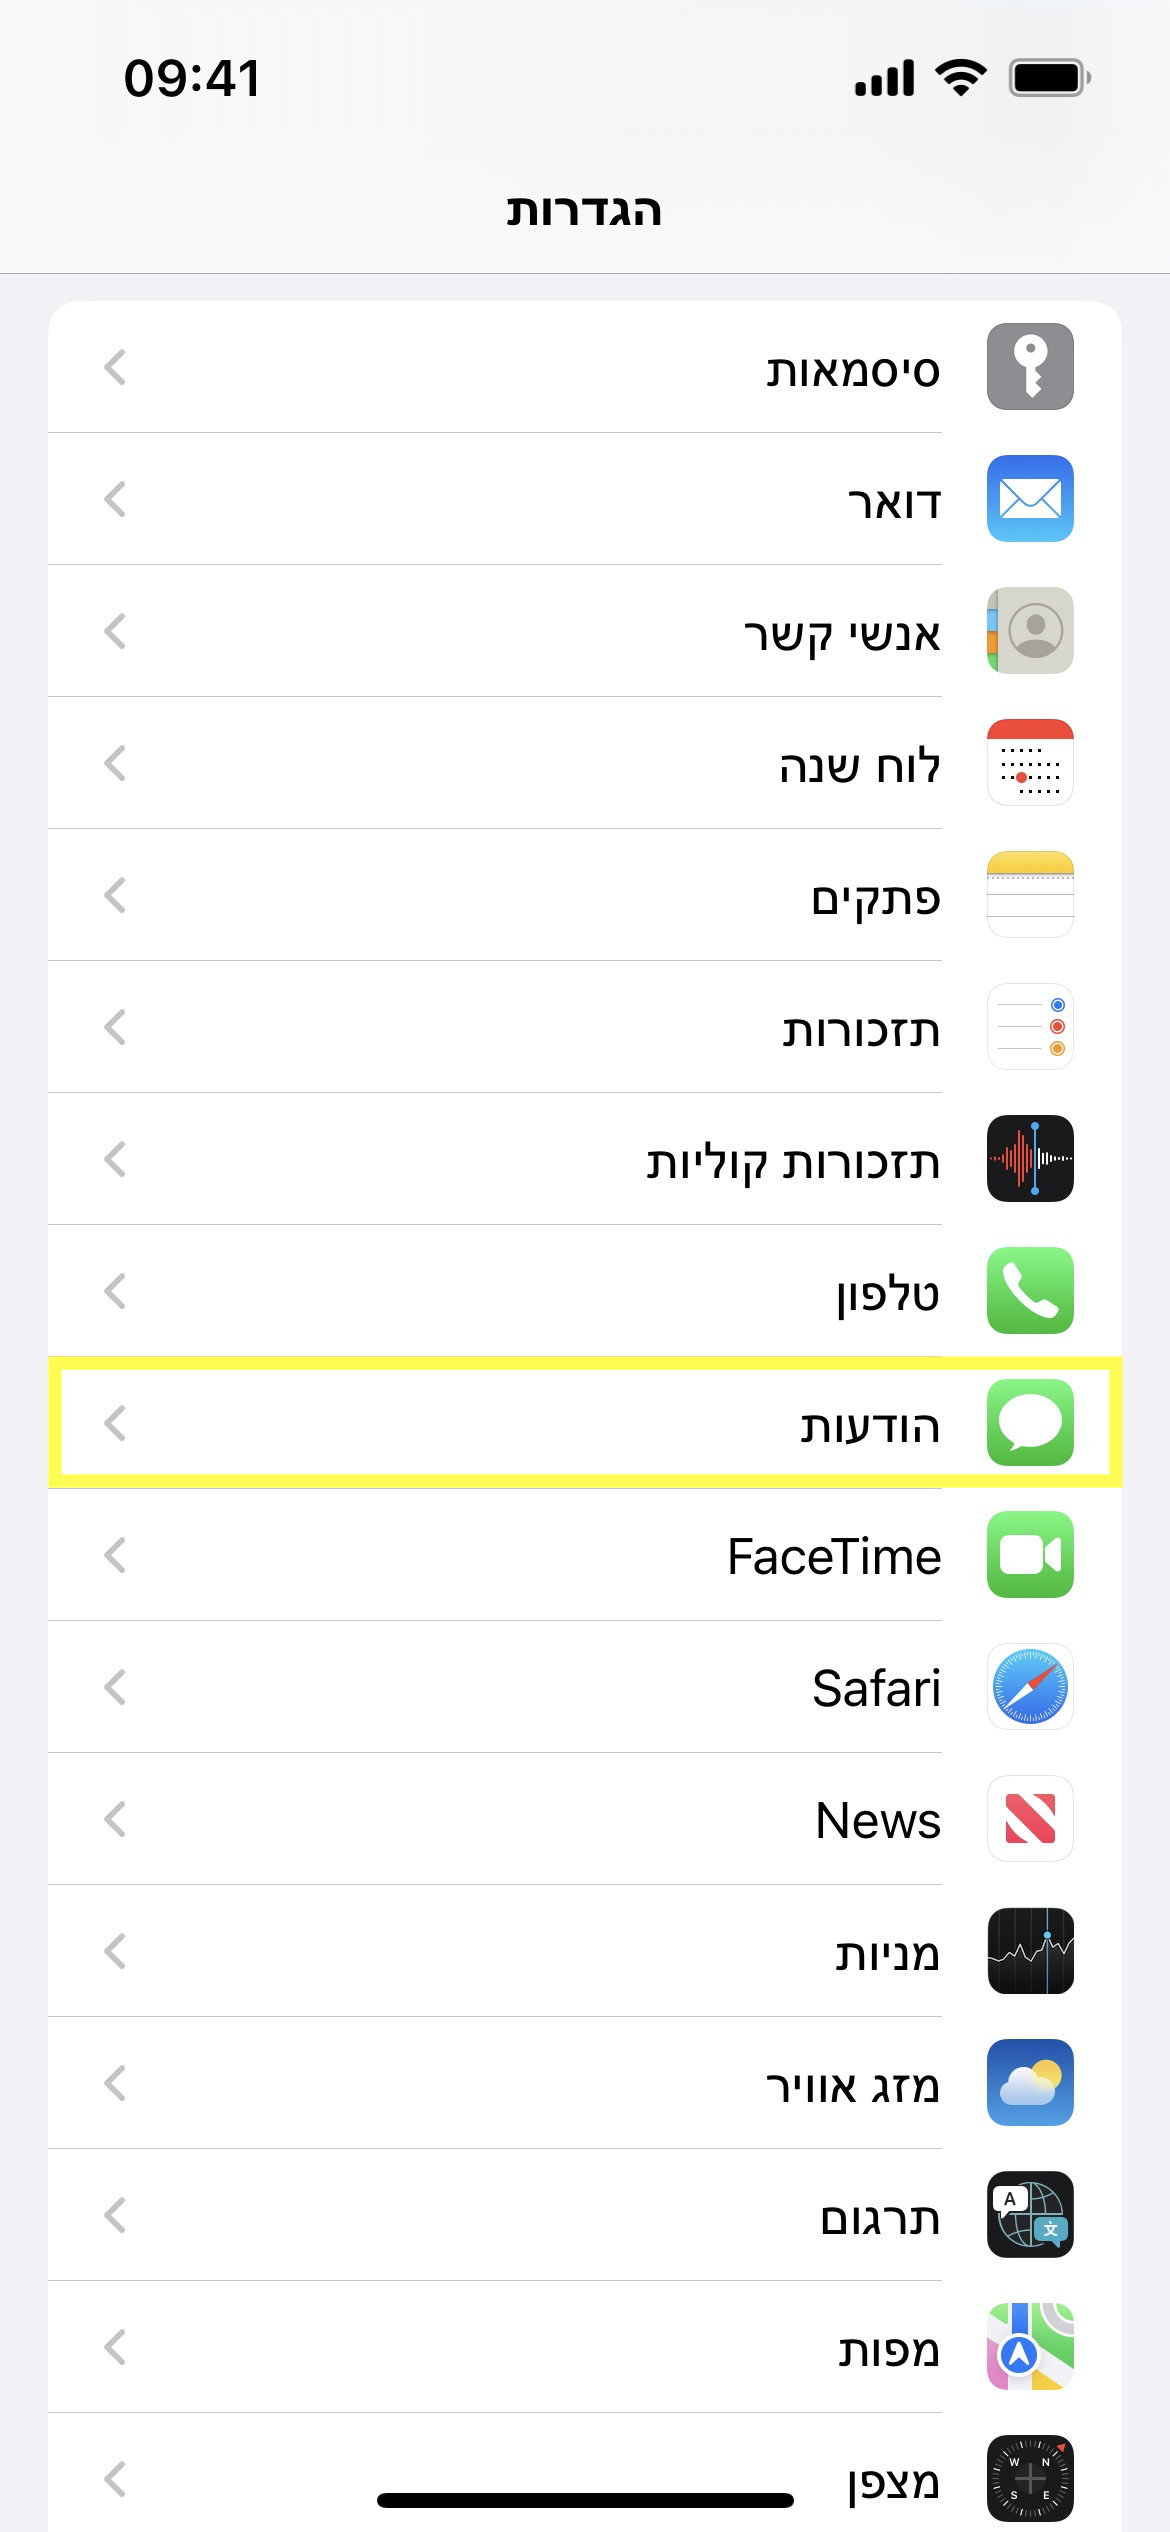 09:41
הגדרות
סיסמאות
דואר
אנשי קשר
לוח שנה
פתקים
תזכורות
תזכורות קוליות
טלפון
הודעות
FaceTime
Safari
News
מניות
מזג אוויר
תרגום
A
文
מפות
מצפן
W N
S E